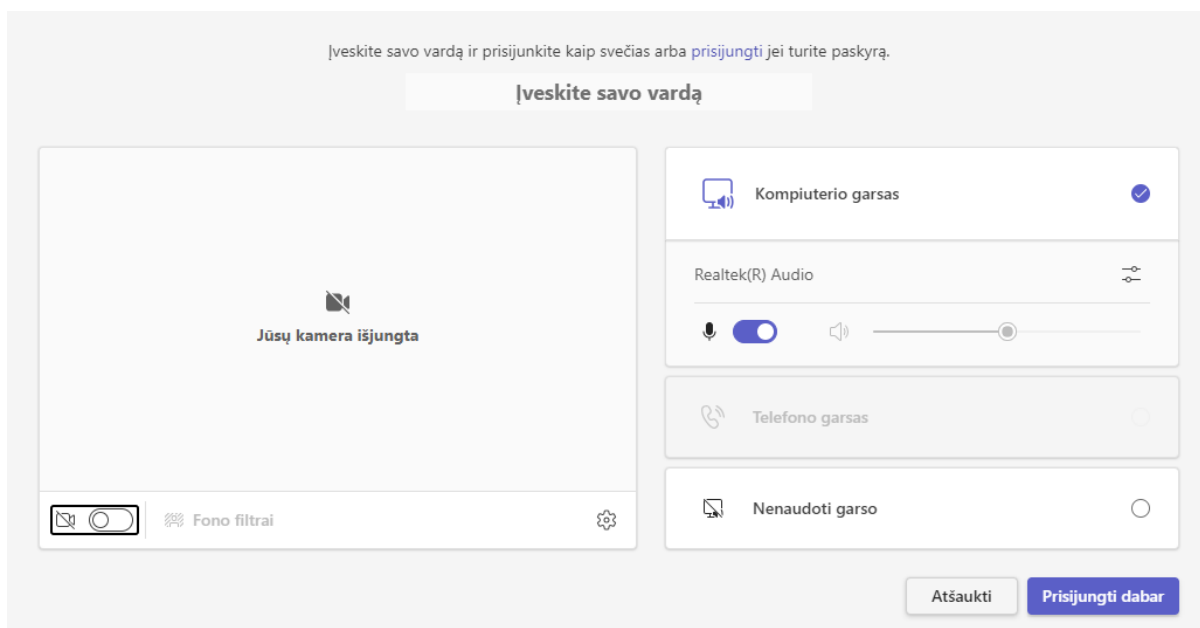 Įveskite savo vardą ir prisijunkite kaip svečias arba prisijungti jei turite paskyrą.
Įveskite savo vardą
Jūsų kamera išjungta
Fono filtrai
Kompiuterio garsas
Realtek(R) Audio
Telefono garsas
Nenaudoti garso
Atšaukti
Prisijungti dabar